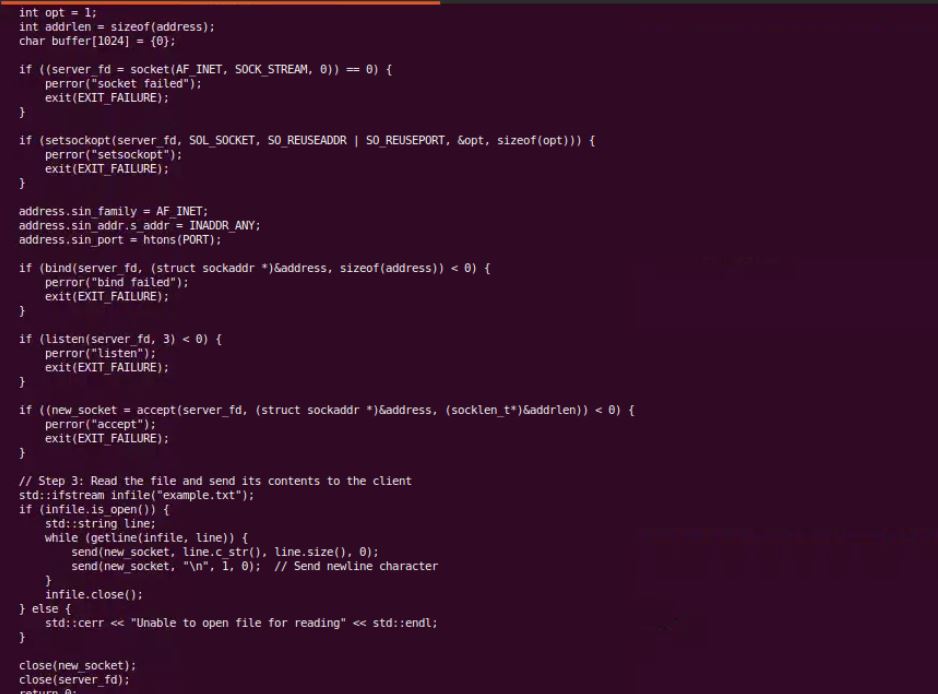 int opt = 1;
int addrlen = sizeof(address);
char buffer[1024] = {0};

if ((server_fd = socket(AF_INET, SOCK_STREAM, 0)) == 0) {
    perror("socket failed");
    exit(EXIT_FAILURE);
}

if (setsockopt(server_fd, SOL_SOCKET, SO_REUSEADDR | SO_REUSEPORT, &opt, sizeof(opt))) {
    perror("setsockopt");
    exit(EXIT_FAILURE);
}

address.sin_family = AF_INET;
address.sin_addr.s_addr = INADDR_ANY;
address.sin_port = htons(PORT);

if (bind(server_fd, (struct sockaddr *)&address, sizeof(address)) < 0) {
    perror("bind failed");
    exit(EXIT_FAILURE);
}

if (listen(server_fd, 3) < 0) {
    perror("listen");
    exit(EXIT_FAILURE);
}

if ((new_socket = accept(server_fd, (struct sockaddr *)&address, (socklen_t*)&addrlen)) < 0) {
    perror("accept");
    exit(EXIT_FAILURE);
}

// Step 3: Read the file and send its contents to the client
std::ifstream infile("example.txt");
if (infile.is_open()) {
    std::string line;
    while (getline(infile, line)) {
        send(new_socket, line.c_str(), line.size(), 0);
        send(new_socket, "\n", 1, 0);  // Send newline character
    }
    infile.close();
} else {
    std::cerr << "Unable to open file for reading" << std::endl;
}

close(new_socket);
close(server_fd);
return 0;